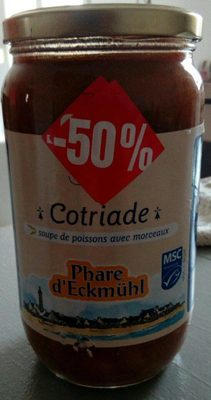 -50%
Cotriade
soupe de poissons avec morceaux
Phare
d'Eckmühl
MSC